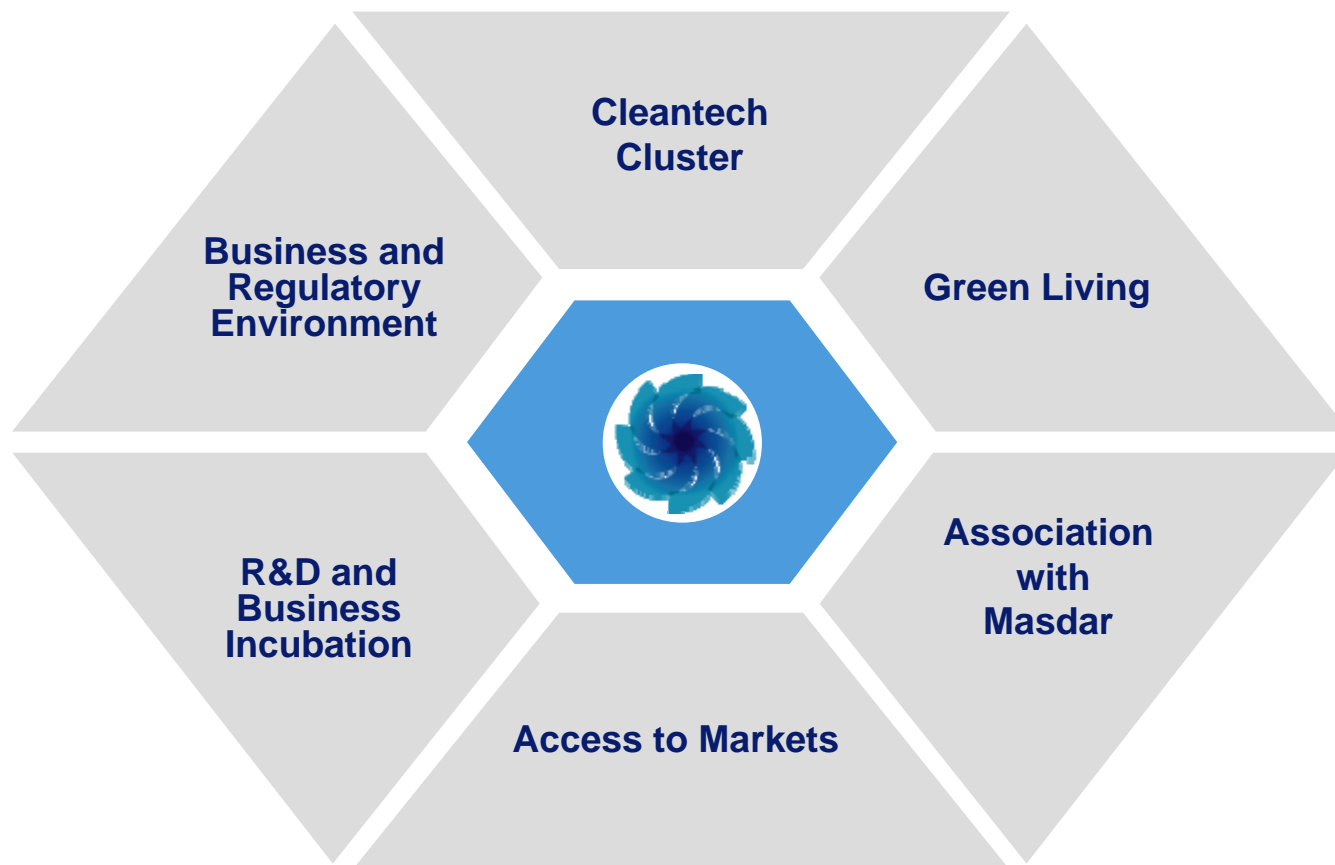 Cleantech
Cluster
Business and
Regulatory
Environment
Green Living
R&D and
Business
Incubation
Association
with
Masdar
Access to Markets